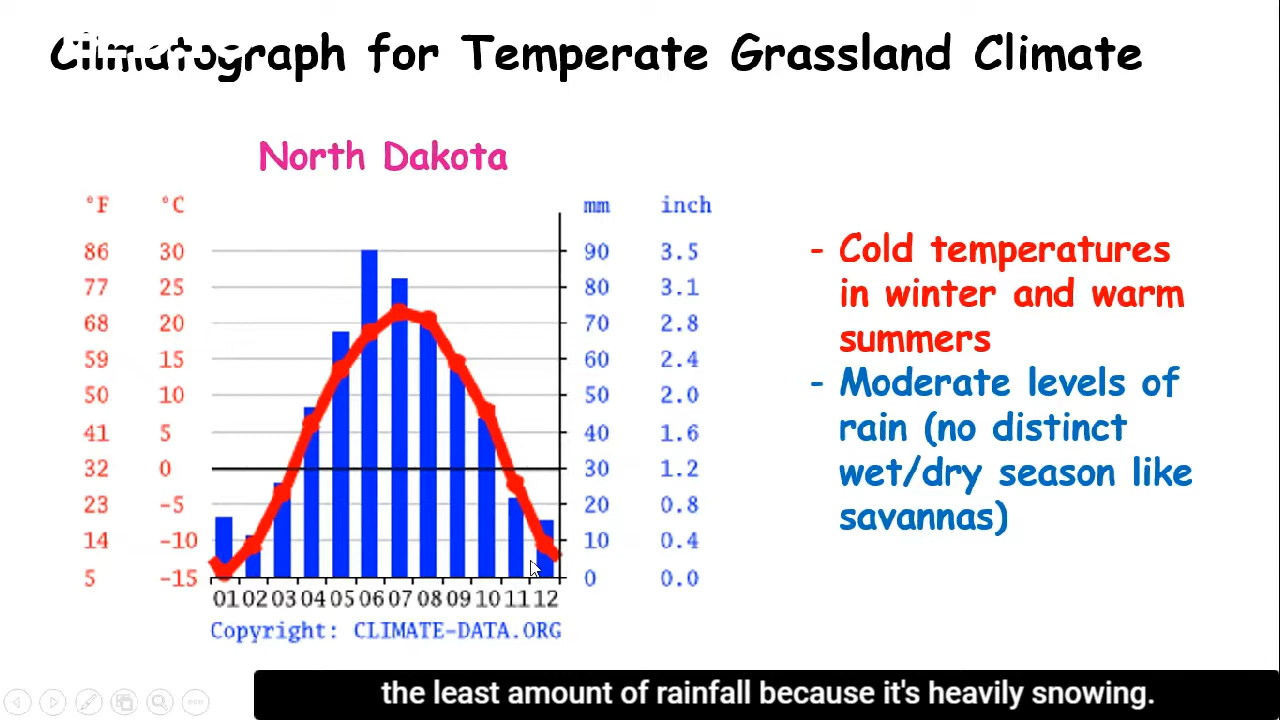 Climatograph for Temperate Grassland Climate
North Dakota
°F °C mm inch
86 30 90 3.5
77 25 80 3.1
68 20 70 2.8
59 15 60 2.4
50 10 50 2.0
41 5 40 1.6
32 0 30 1.2
23 -5 20 0.8
14 -10 10 0.4
5 -15 0 0.0
01 02 03 04 05 06 07 08 09 10 11 12
Copyright: CLIMATE-DATA.ORG
- Cold temperatures
in winter and warm
summers
- Moderate levels of
rain (no distinct
wet/dry season like
savannas)
the least amount of rainfall because it's heavily snowing.